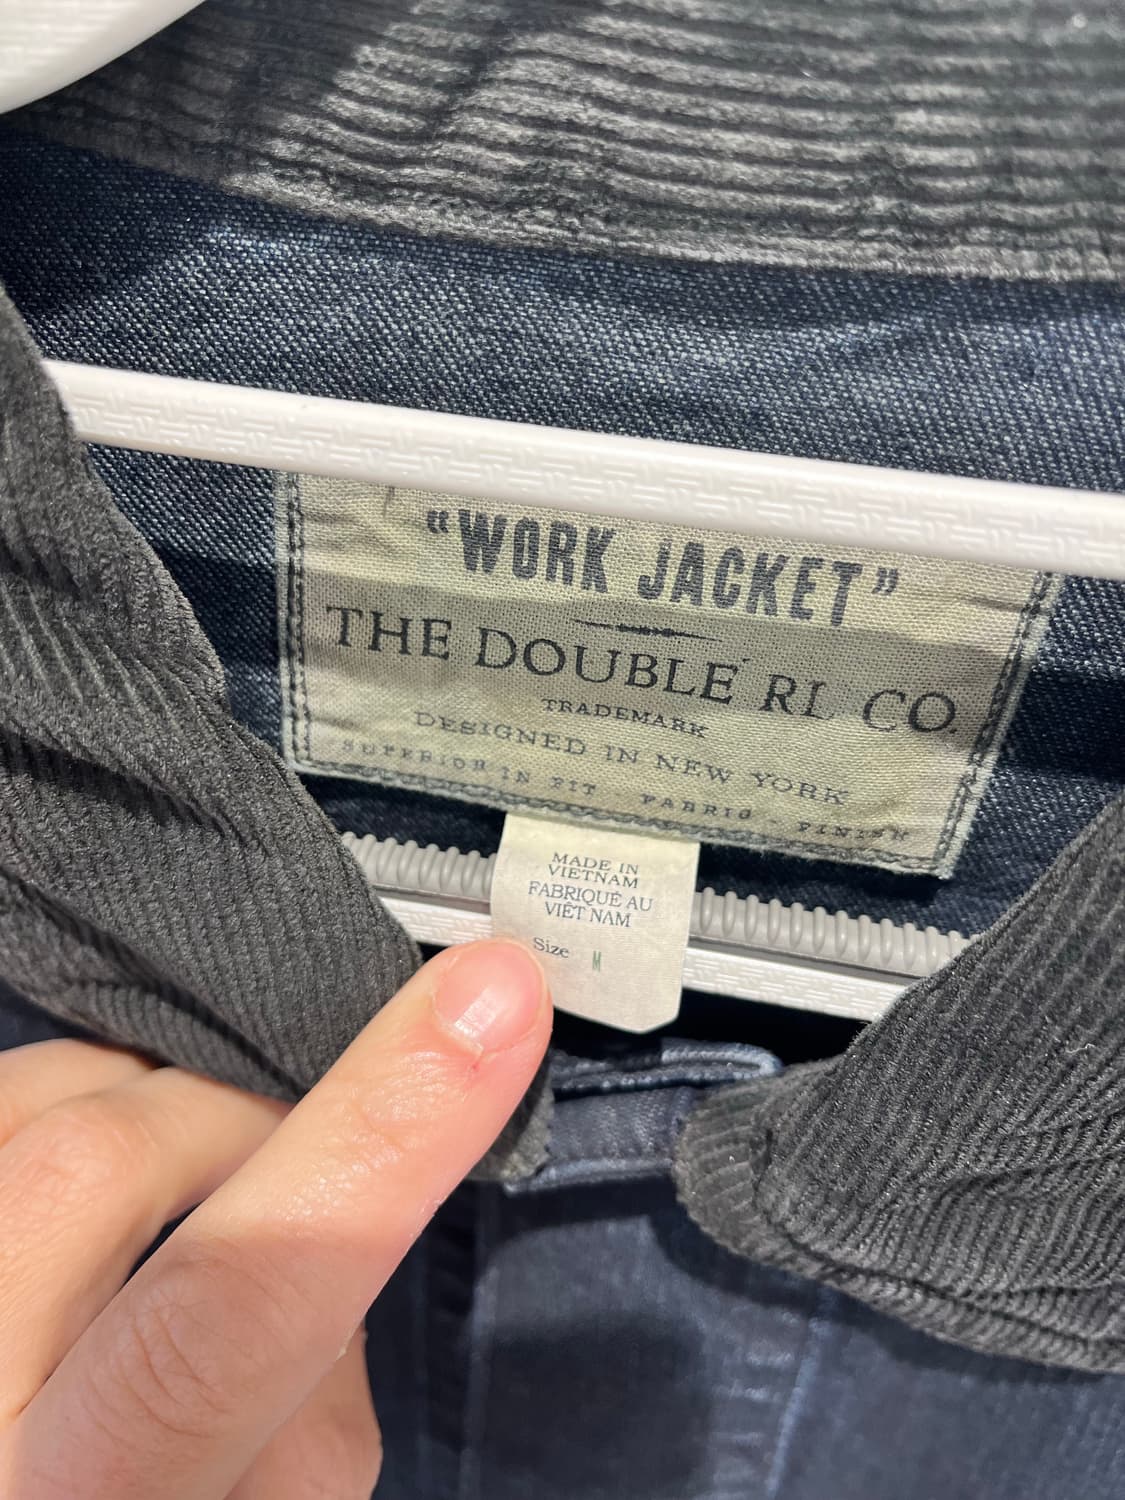 “WORK JACKET”
THE DOUBLE RL CO.
TRADEMARK
DESIGNED IN NEW YORK
SUPERIOR IN FIT - FABRIC - FINISH
MADE IN
VIETNAM
FABRIQUÉ AU
VIÊT NAM
Size M